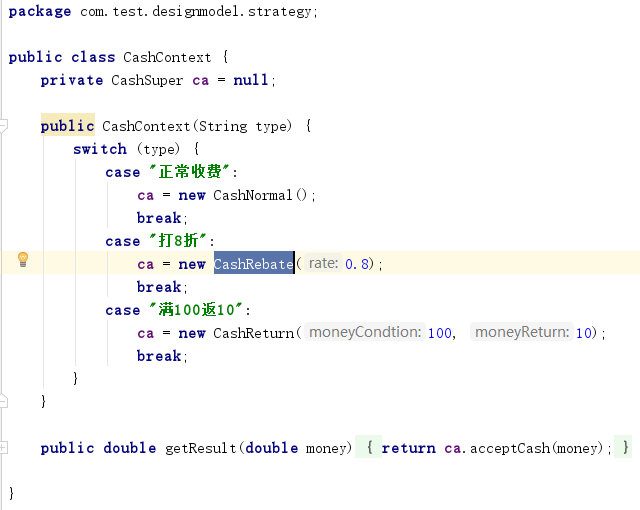 package com.test.designmodel.strategy;
public class CashContext {
private CashSuper ca = null;
public CashContext(String type) {
switch (type) {
case "正常收费":
ca = new CashNormal();
break;
case "打8折":
ca = new CashRebate( rate: 0.8);
break;
case "满100返10":
ca = new CashReturn( moneyCondtion: 100, moneyReturn: 10);
break;
}
}
public double getResult(double money) { return ca.acceptCash(money); }
}